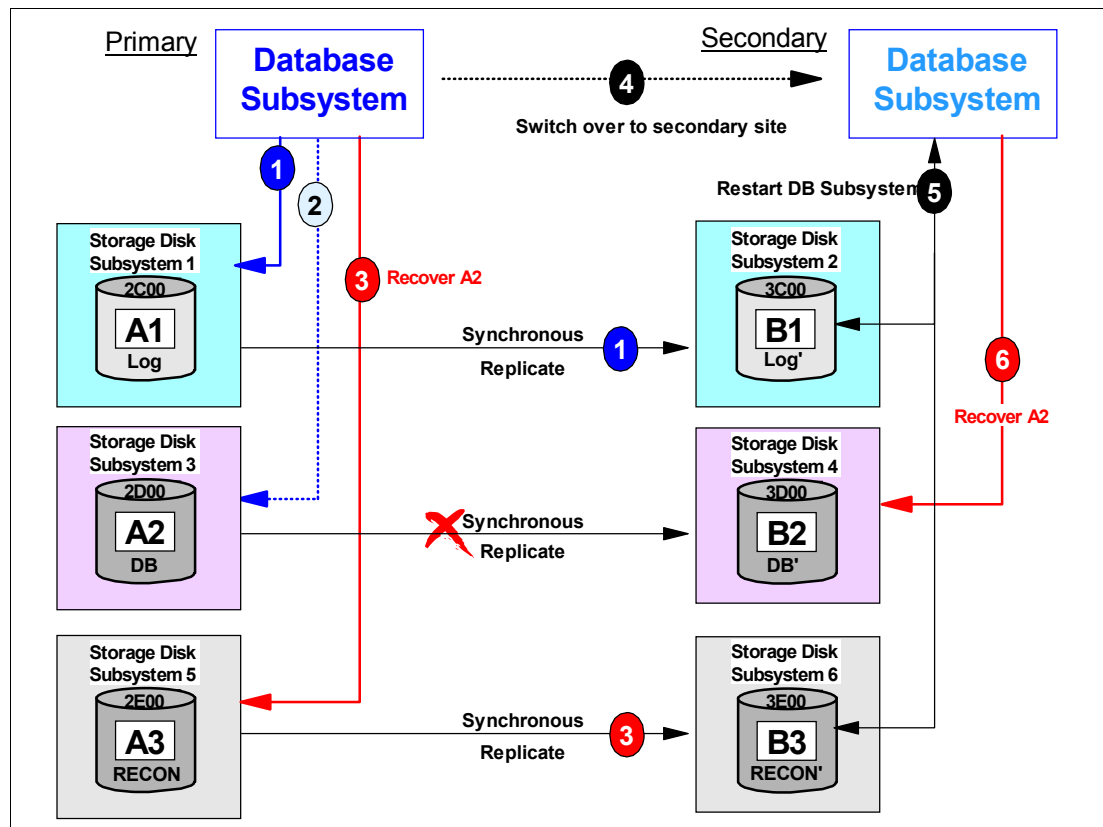 Primary
Database
Subsystem
4
Switch over to secondary site
Secondary
Database
Subsystem
1
2
3
Recover A2
Restart DB Subsystem
5
6
Recover A2
Storage Disk
Subsystem 1
2C00
A1
Log
Synchronous
Replicate
1
Storage Disk
Subsystem 2
3C00
B1
Log'
Storage Disk
Subsystem 3
2D00
A2
DB
Synchronous
Replicate
Storage Disk
Subsystem 4
3D00
B2
DB'
Storage Disk
Subsystem 5
2E00
A3
RECON
Synchronous
Replicate
3
Storage Disk
Subsystem 6
3E00
B3
RECON'